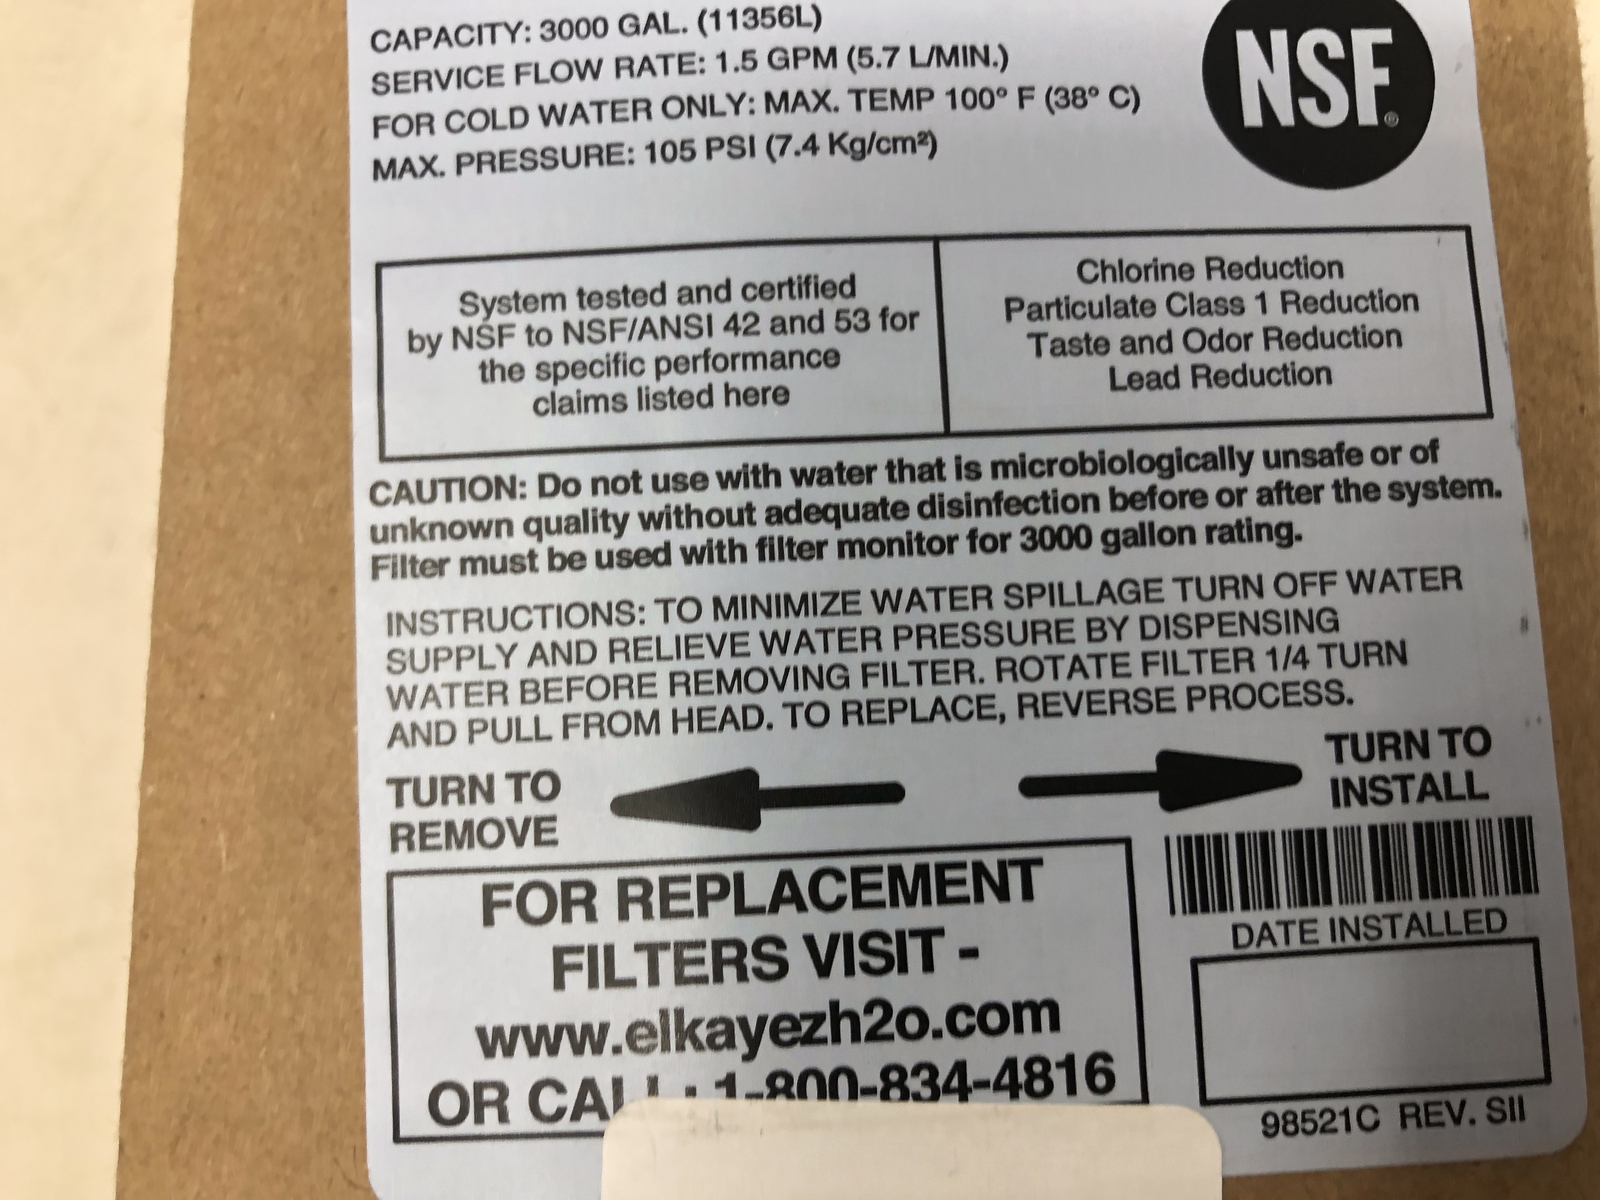 CAPACITY: 3000 GAL. (11356L)
SERVICE FLOW RATE: 1.5 GPM (5.7 L/MIN.)
FOR COLD WATER ONLY: MAX. TEMP 100° F (38° C)
MAX. PRESSURE: 105 PSI (7.4 Kg/cm²)
NSF®
System tested and certified
by NSF to NSF/ANSI 42 and 53 for
the specific performance
claims listed here
Chlorine Reduction
Particulate Class 1 Reduction
Taste and Odor Reduction
Lead Reduction
CAUTION: Do not use with water that is microbiologically unsafe or of
unknown quality without adequate disinfection before or after the system.
Filter must be used with filter monitor for 3000 gallon rating.
INSTRUCTIONS: TO MINIMIZE WATER SPILLAGE TURN OFF WATER
SUPPLY AND RELIEVE WATER PRESSURE BY DISPENSING
WATER BEFORE REMOVING FILTER. ROTATE FILTER 1/4 TURN
AND PULL FROM HEAD. TO REPLACE, REVERSE PROCESS.
TURN TO
REMOVE
TURN TO
INSTALL
FOR REPLACEMENT
FILTERS VISIT -
www.elkayezh2o.com
OR CALL: 1-800-834-4816
DATE INSTALLED
98521C REV. SII